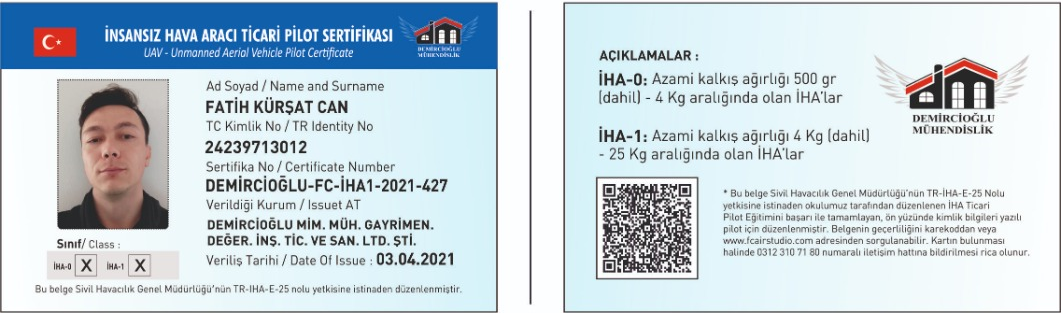 İNSANSIZ HAVA ARACI TİCARİ PİLOT SERTİFİKASI
UAV - Unmanned Aerial Vehicle Pilot Certificate
DEMİRCİOĞLU
MÜHENDİSLİK
Ad Soyad / Name and Surname
FATİH KÜRŞAT CAN
TC Kimlik No / TR Identity No
24239713012
Sertifika No / Certificate Number
DEMİRCİOĞLU-FC-İHA1-2021-427
Verildiği Kurum / Issuet AT
DEMİRCİOĞLU MİM. MÜH. GAYRİMEN.
DEĞER. İNŞ. TİC. VE SAN. LTD. ŞTİ.
Veriliş Tarihi / Date Of Issue : 03.04.2021
Sınıf/ Class :
İHA-0 X İHA-1 X
Bu belge Sivil Havacılık Genel Müdürlüğü'nün TR-IHA-E-25 nolu yetkisine istinaden düzenlenmiştir.
AÇIKLAMALAR :
İHA-0: Azami kalkış ağırlığı 500 gr
(dahil) - 4 Kg aralığında olan İHA'lar
İHA-1: Azami kalkış ağırlığı 4 Kg (dahil)
- 25 Kg aralığında olan İHA'lar
DEMİRCİOĞLU
MÜHENDİSLİK
* Bu belge Sivil Havacılık Genel Müdürlüğü'nün TR-İHA-E-25 Nolu
yetkisine istinaden okulumuz tarafından düzenlenen İHA Ticari
Pilot Eğitimini başarı ile tamamlayan, ön yüzünde kimlik bilgileri yazılı
pilot için düzenlenmiştir. Belgenin geçerliliğini karekoddan veya
www.fcairstudio.com adresinden sorgulanabilir. Kartın bulunması
halinde 0312 310 71 80 numaralı iletişim hattına bildirilmesi rica olunur.